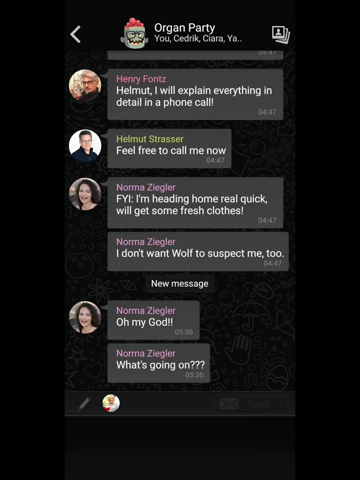 Organ Party
You, Cedrik, Ciara, Ya..
04:47
Henry Fontz
Helmut, I will explain everything in
detail in a phone call!
04:47
Helmut Strasser
Feel free to call me now
04:47
Norma Ziegler
FYI: I'm heading home real quick,
will get some fresh clothes!
04:47
Norma Ziegler
I don't want Wolf to suspect me, too.
04:47
New message
Norma Ziegler
Oh my God!!
05:36
Norma Ziegler
What's going on???
05:36
Send